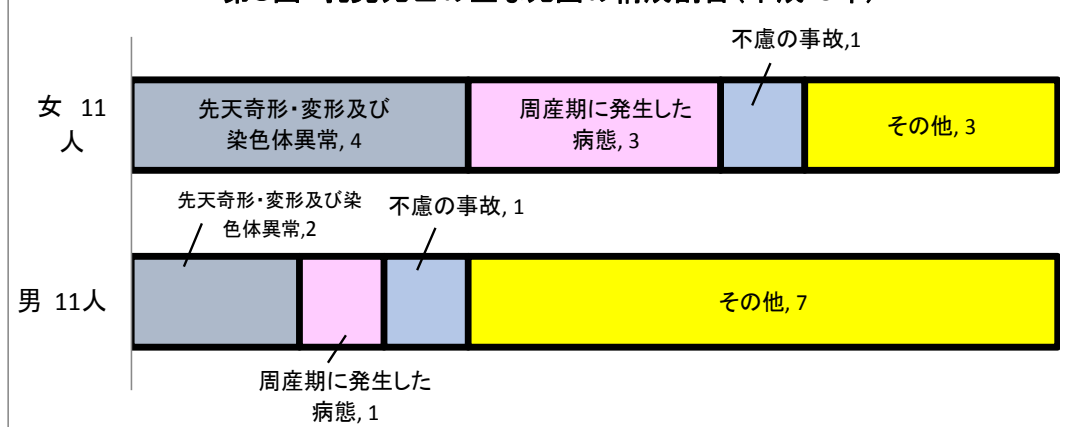 不慮の事故,1
女 11
人
先天奇形・変形及び
染色体異常, 4
周産期に発生した
病態, 3
その他, 3
先天奇形・変形及び染
色体異常,2
不慮の事故, 1
男 11人
その他, 7
周産期に発生した
病態, 1